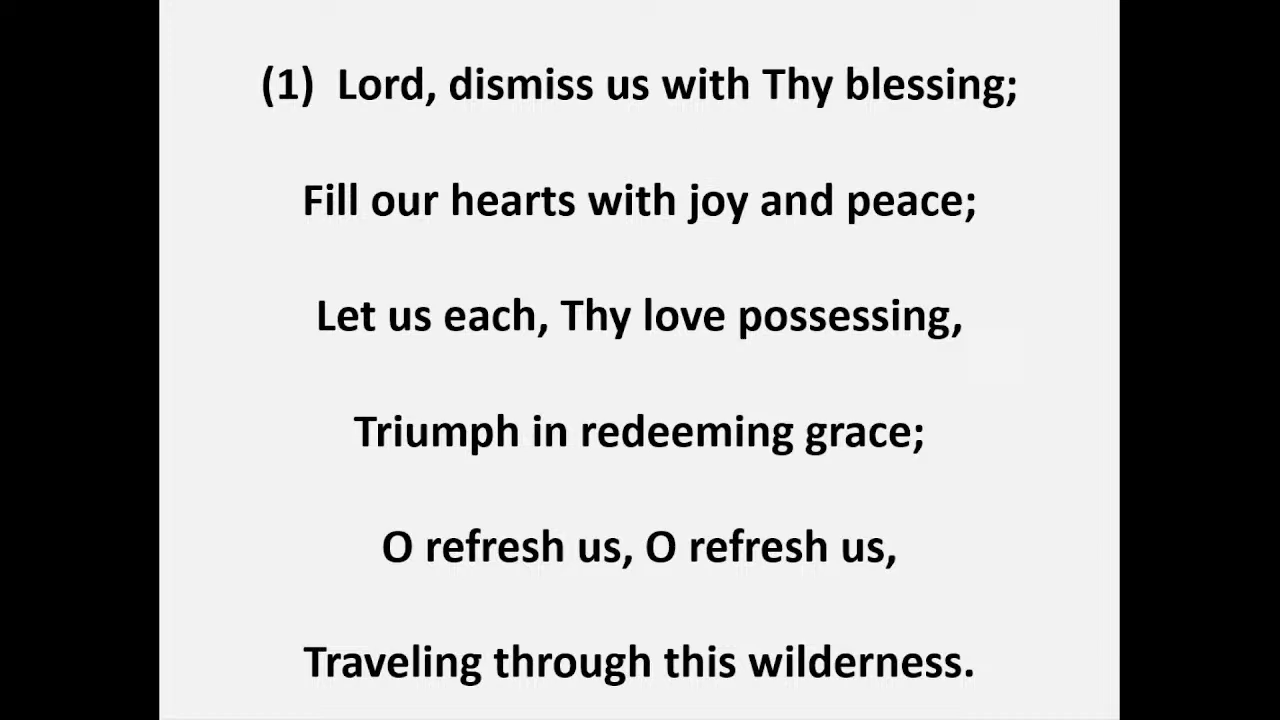 (1)  Lord, dismiss us with Thy blessing;
Fill our hearts with joy and peace;
Let us each, Thy love possessing,
Triumph in redeeming grace;
O refresh us, O refresh us,
Traveling through this wilderness.